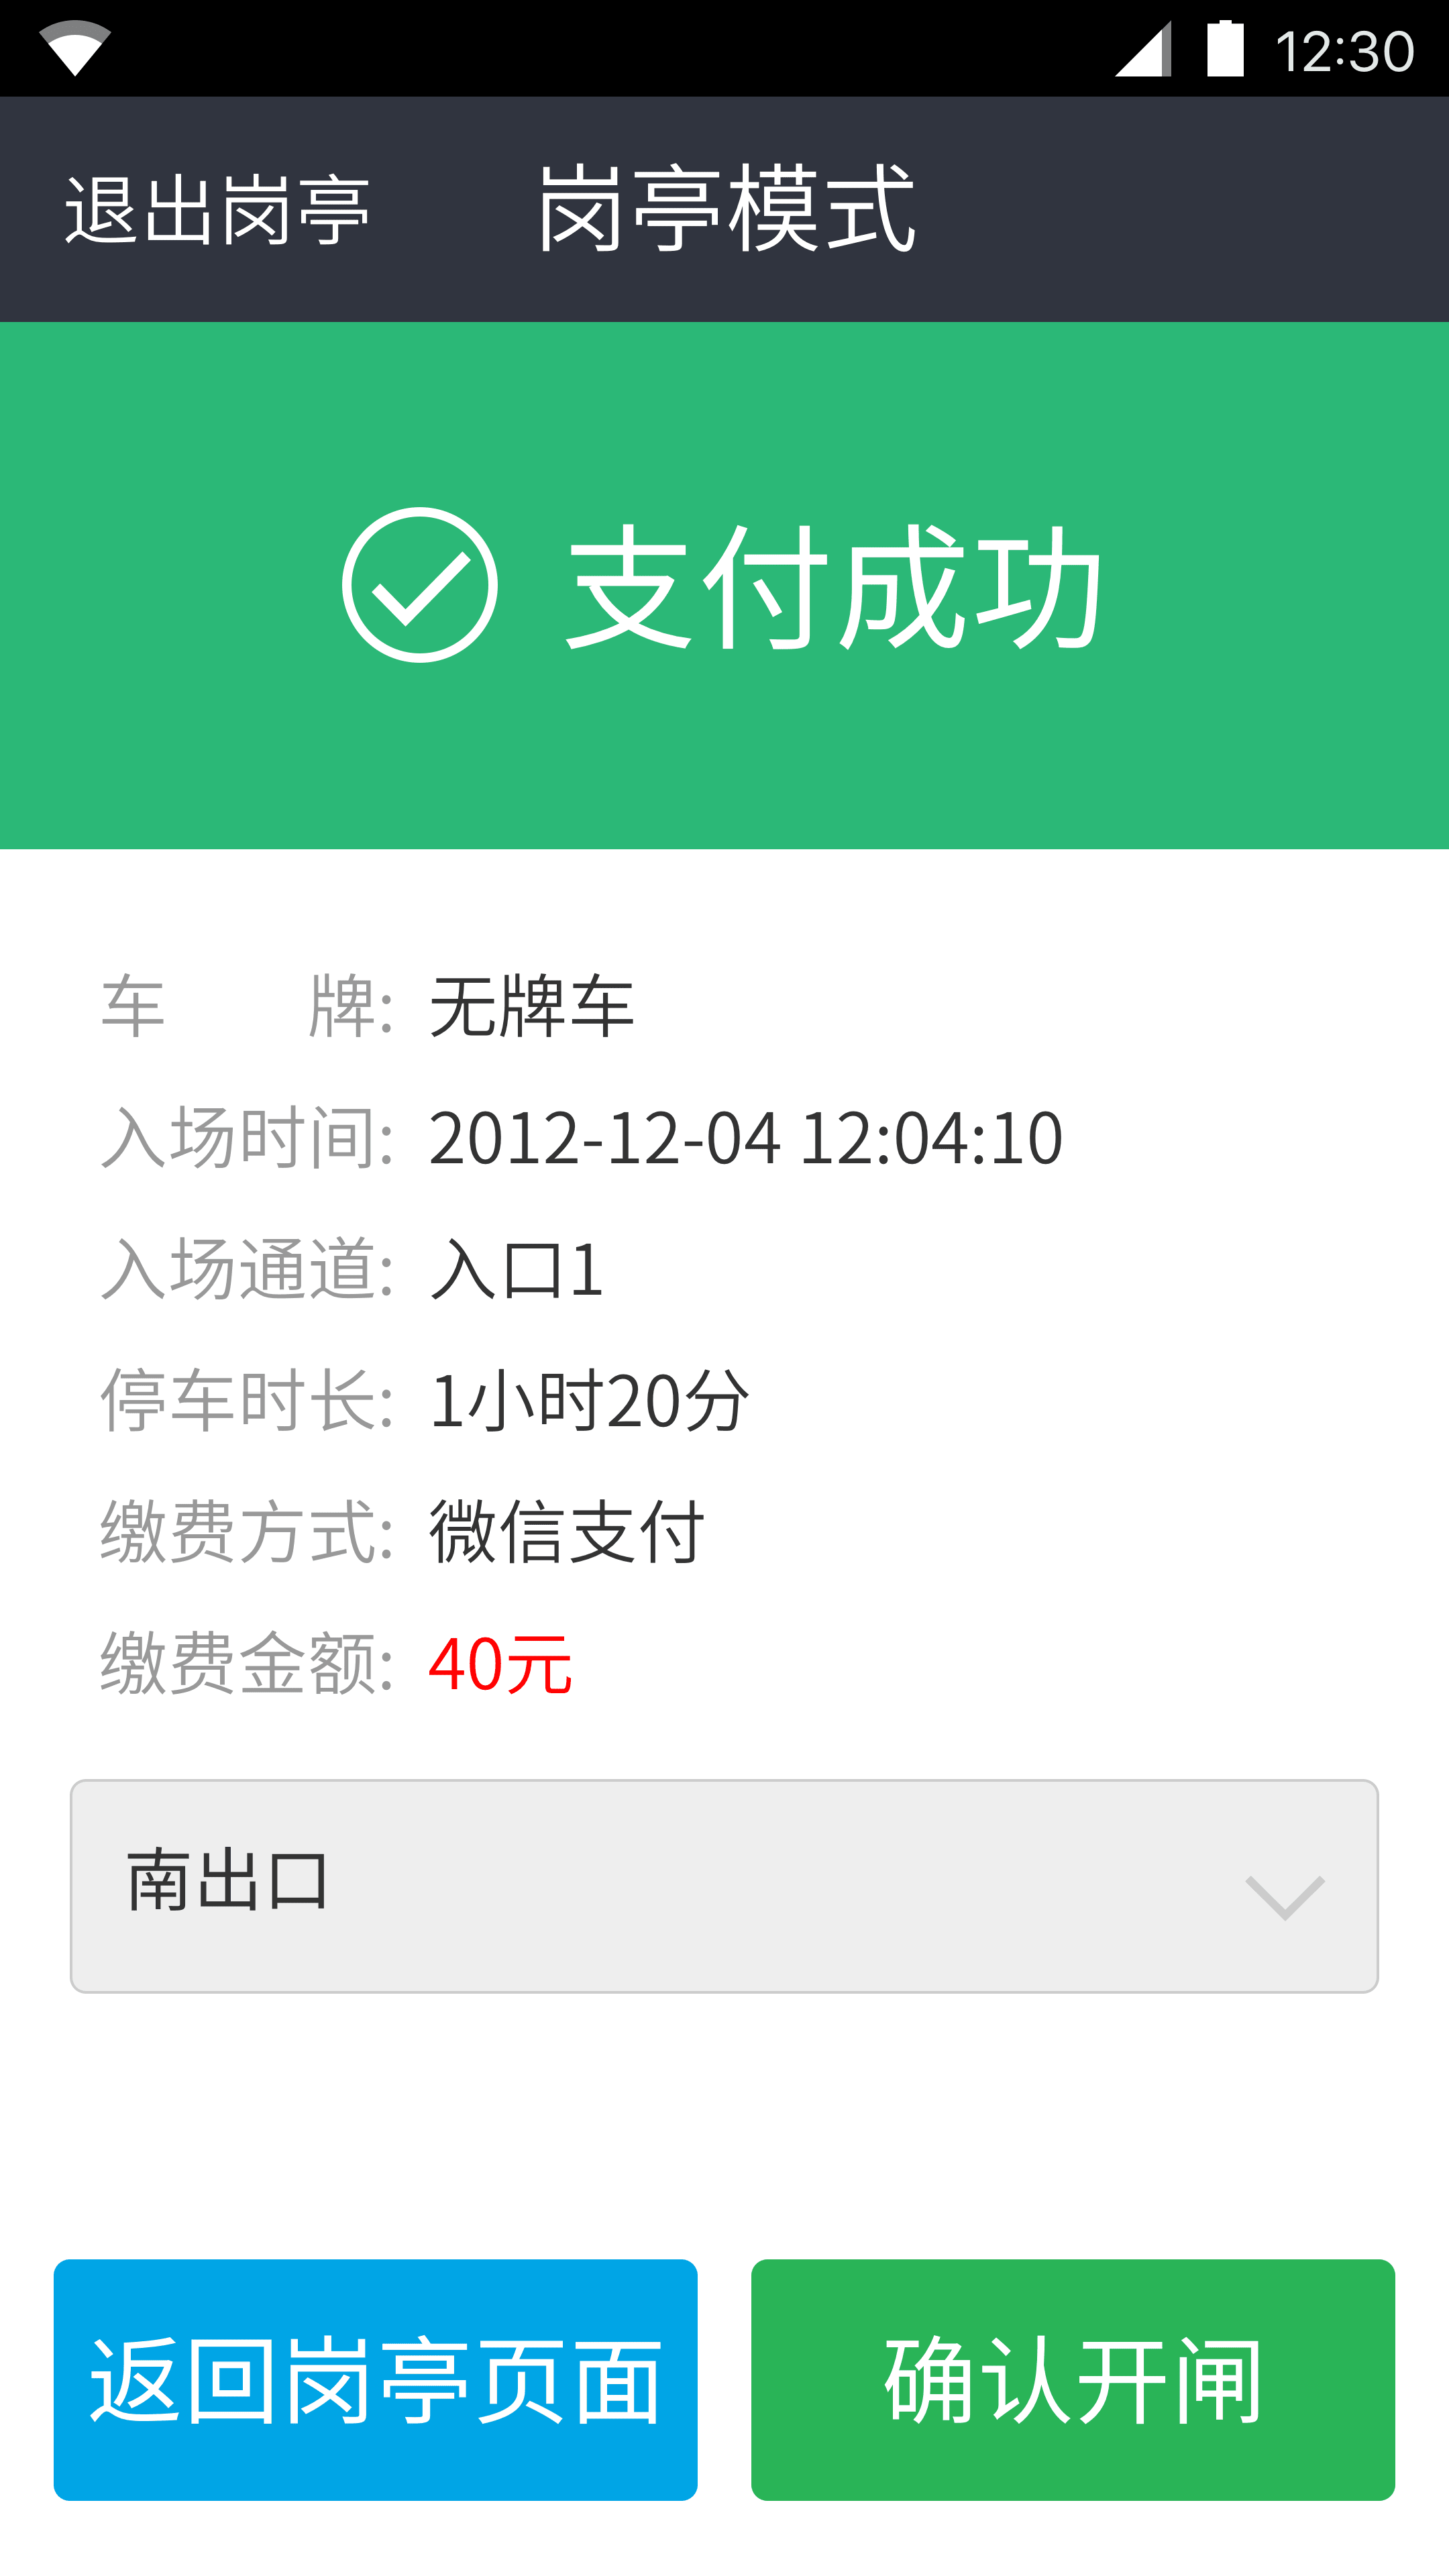 12:30
退出岗亭 岗亭模式
支付成功
车 牌: 无牌车
入场时间: 2012-12-04 12:04:10
入场通道: 入口1
停车时长: 1小时20分
缴费方式: 微信支付
缴费金额: 40元
南出口
返回岗亭页面 确认开闸